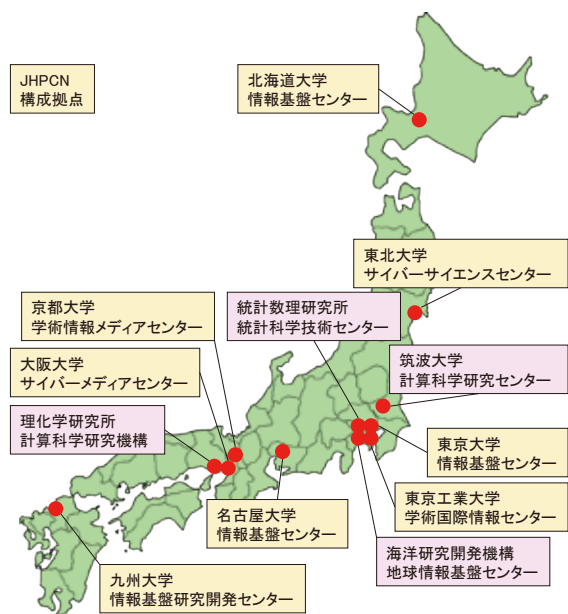 JHPCN
構成拠点
北海道大学
情報基盤センター
東北大学
サイバーサイエンスセンター
京都大学
学術情報メディアセンター
統計数理研究所
統計科学技術センター
大阪大学
サイバーメディアセンター
筑波大学
計算科学研究センター
理化学研究所
計算科学研究機構
東京大学
情報基盤センター
名古屋大学
情報基盤センター
東京工業大学
学術国際情報センター
海洋研究開発機構
地球情報基盤センター
九州大学
情報基盤研究開発センター